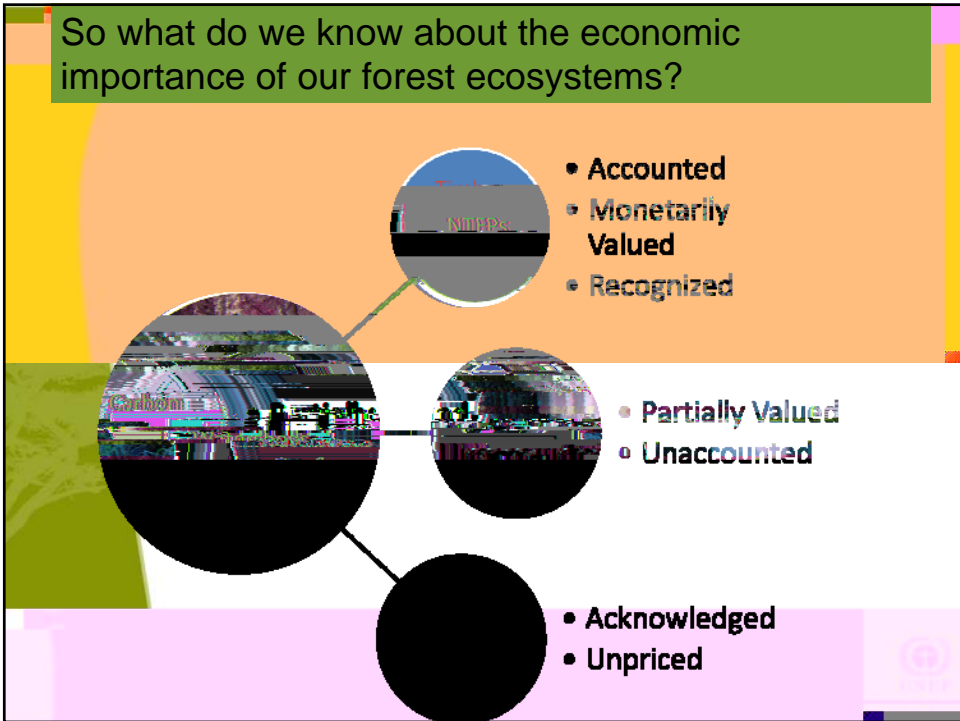 So what do we know about the economic
importance of our forest ecosystems?
• Accounted
• Monetarily
Valued
• Recognized
NTFPs
Carbon
• Partially Valued
• Unaccounted
• Acknowledged
• Unpriced
UNEP